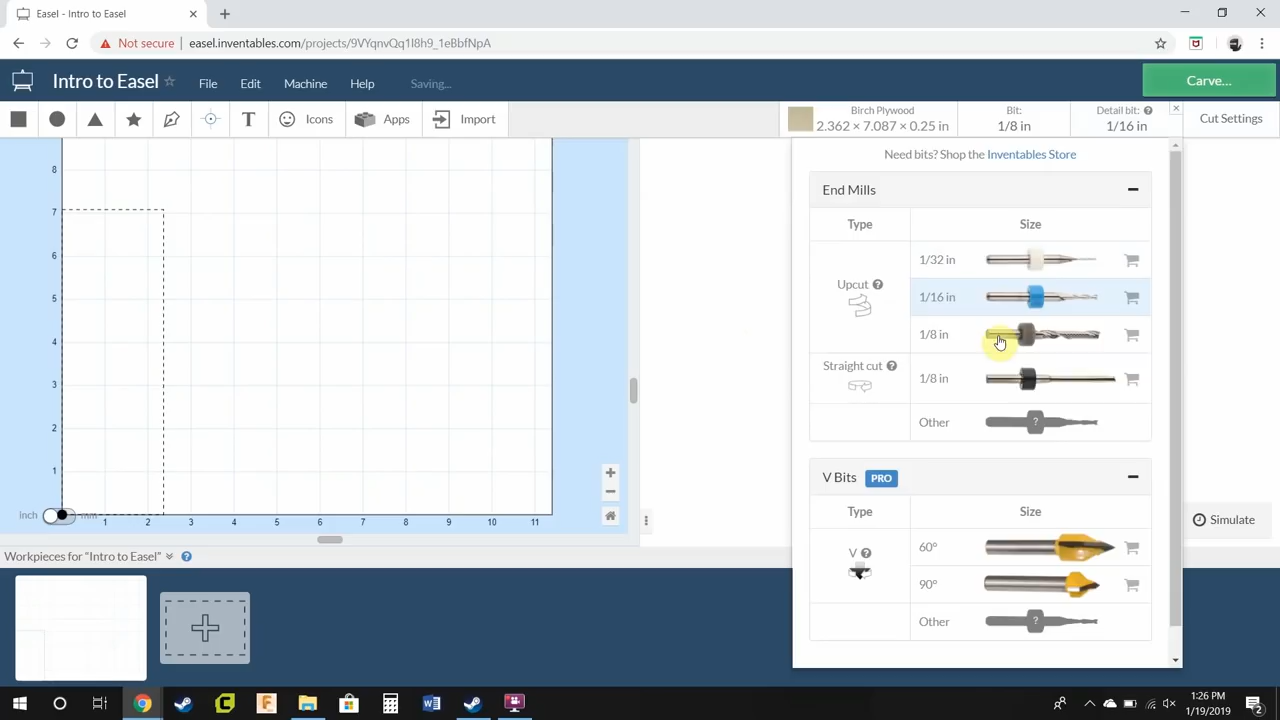 Easel - Intro to Easel
Not secure | easel.inventables.com/projects/9VYqnvQq1I8h9_1eBbfNpA
Intro to Easel File Edit Machine Help Saving... Carve...
T Icons Apps Import
Birch Plywood
2.362 × 7.087 × 0.25 in
Bit:
1/8 in
Detail bit:
1/16 in
Cut Settings
Need bits? Shop the Inventables Store
End Mills
Type Size
Upcut
1/32 in
1/16 in
1/8 in
Straight cut
1/8 in
Other
V Bits PRO
Type Size
V
60°
90°
Other
8
7
6
5
4
3
2
1
inch mm 1 2 3 4 5 6 7 8 9 10 11
Simulate
Workpieces for “Intro to Easel”
1:26 PM
1/19/2019
2